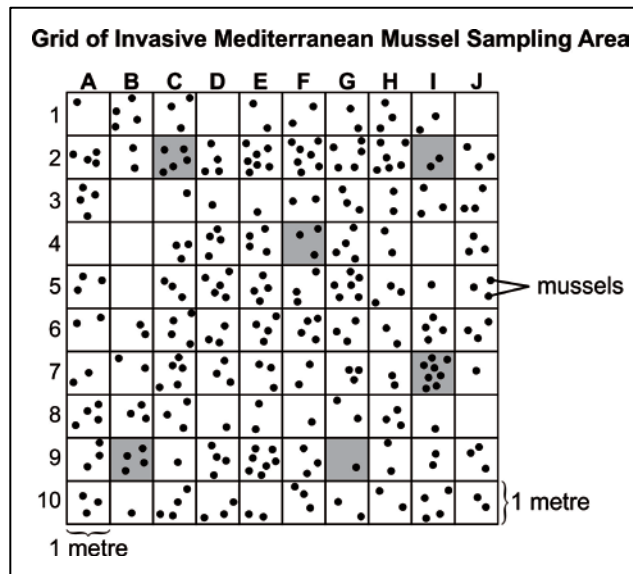 Grid of Invasive Mediterranean Mussel Sampling Area
A B C D E F G H I J
1
2
3
4
5
mussels
6
7
8
9
10
1 metre
1 metre